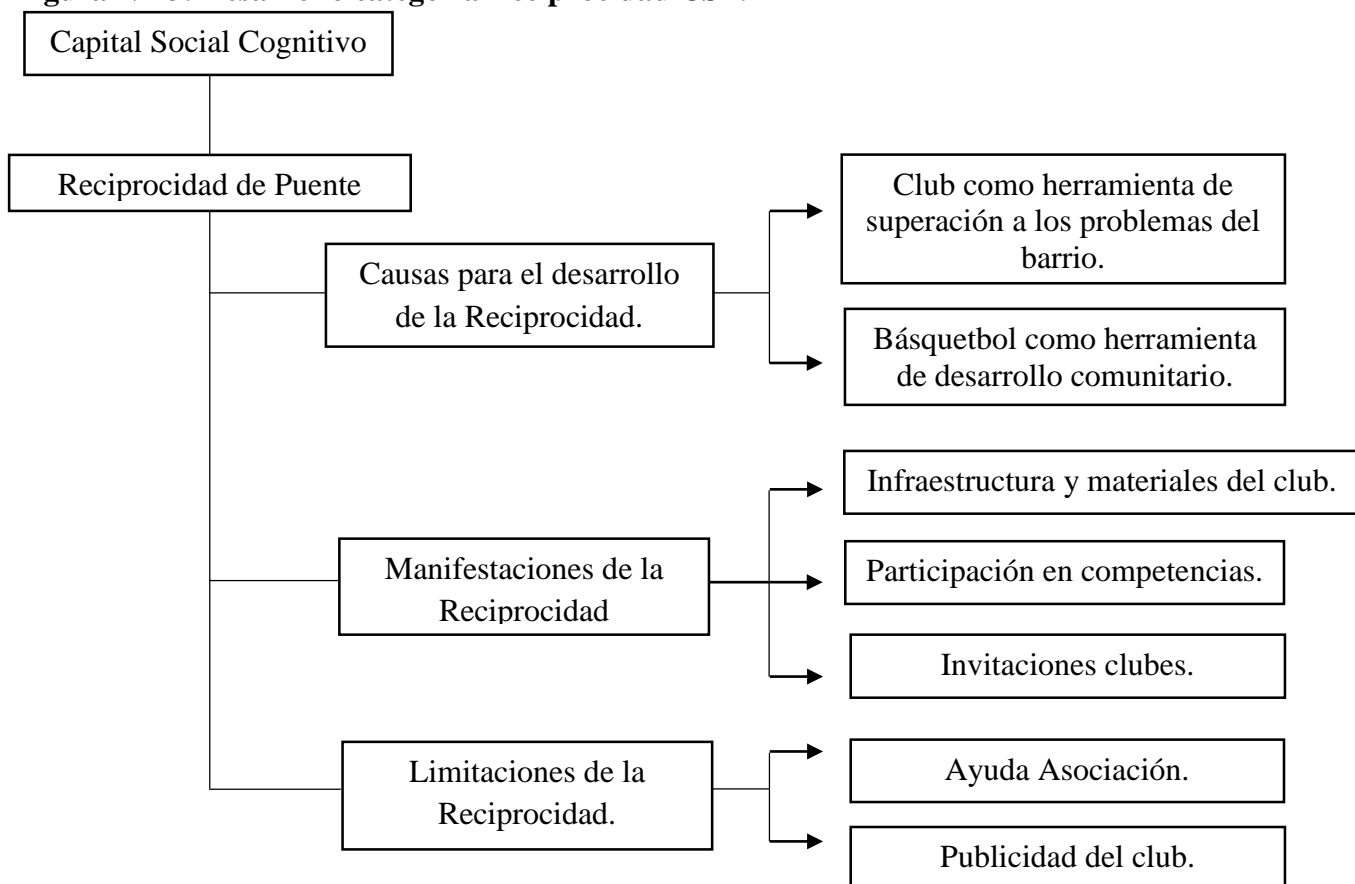 categoría Reciprocidad
Capital Social Cognitivo
Reciprocidad de Puente
Causas para el desarrollo
de la Reciprocidad.
Club como herramienta de
superación a los problemas del
barrio.
Básquetbol como herramienta
de desarrollo comunitario.
Manifestaciones de la
Reciprocidad
Infraestructura y materiales del club.
Participación en competencias.
Invitaciones clubes.
Limitaciones de la
Reciprocidad.
Ayuda Asociación.
Publicidad del club.